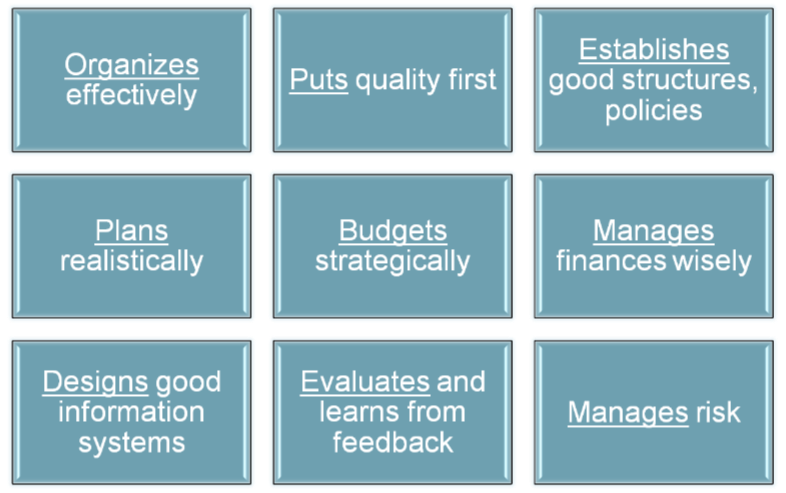 Organizes
effectively
Puts quality first
Establishes
good structures,
policies
Plans
realistically
Budgets
strategically
Manages
finances wisely
Designs good
information
systems
Evaluates and
learns from
feedback
Manages risk